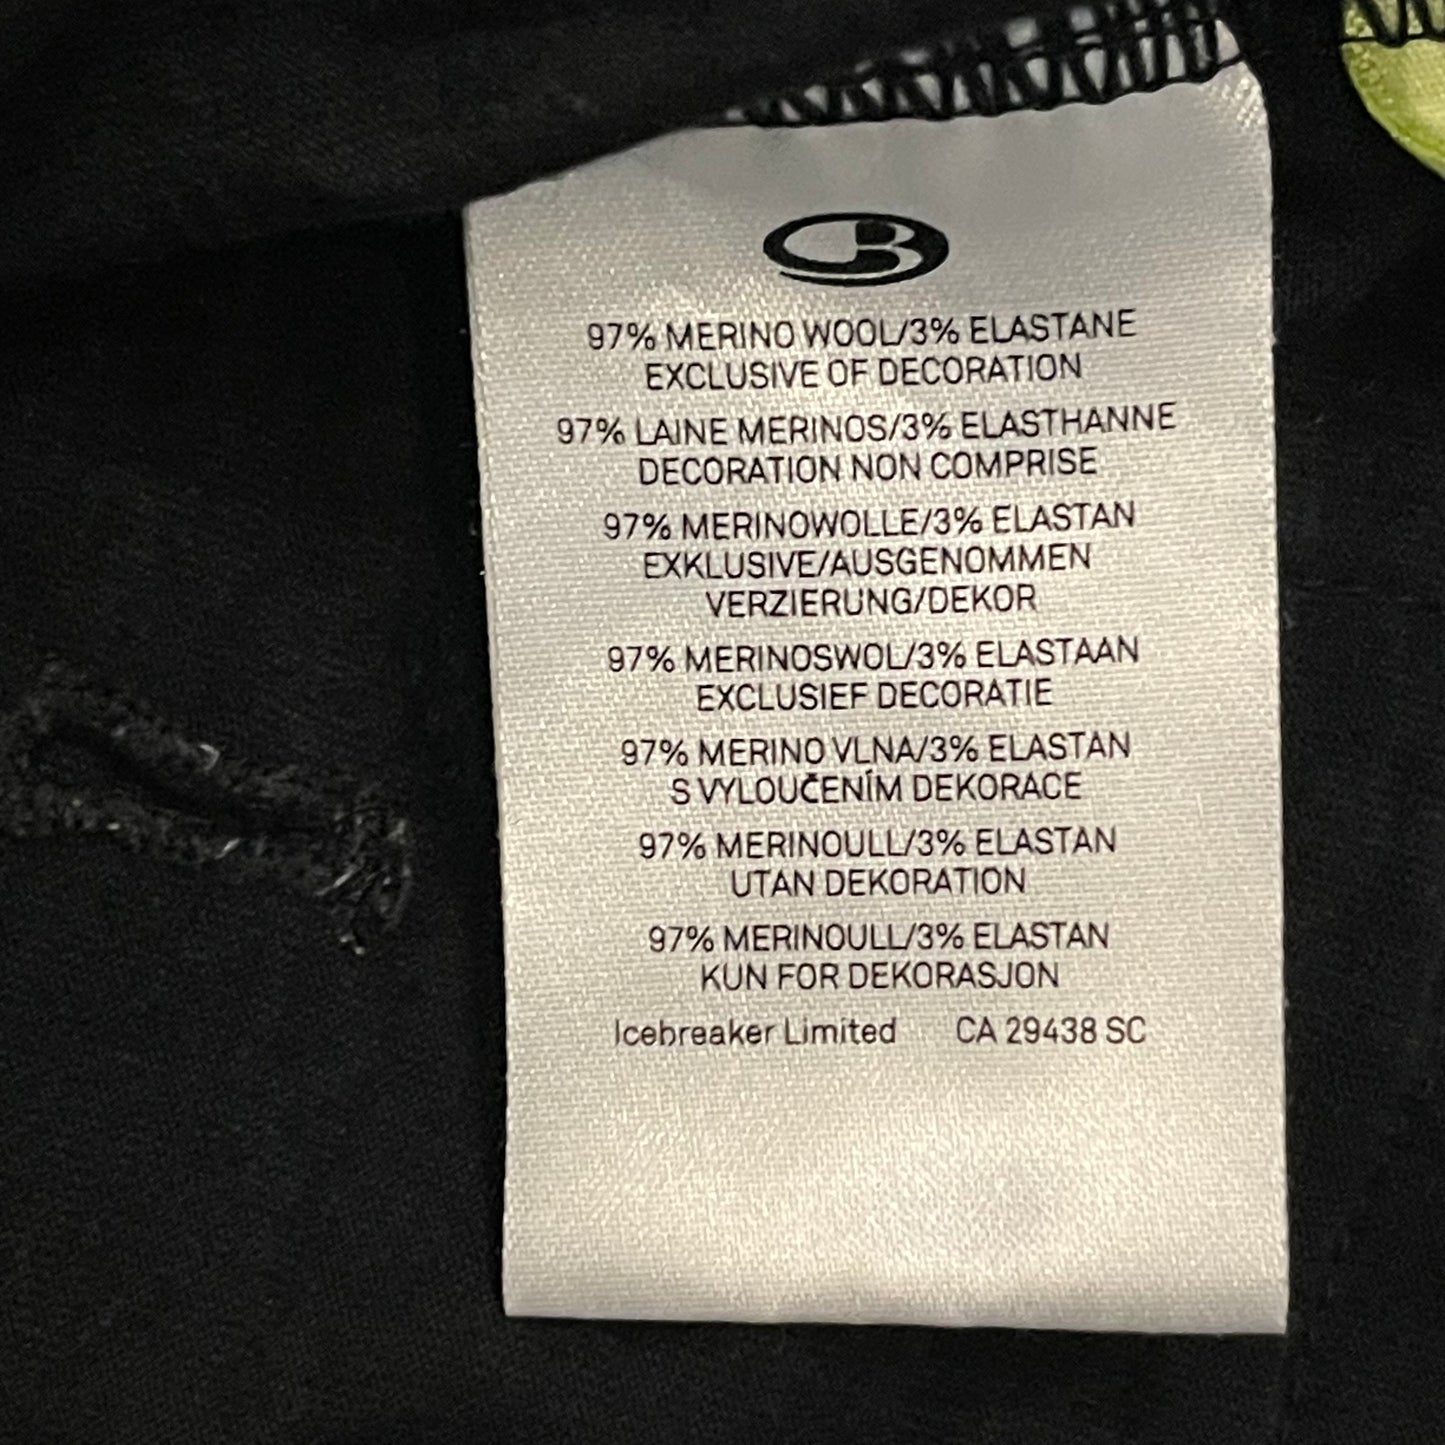 97% MERINO WOOL/3% ELASTANE
EXCLUSIVE OF DECORATION
97% LAINE MERINOS/3% ELASTHANNE
DECORATION NON COMPRISE
97% MERINOWOLLE/3% ELASTAN
EXKLUSIVE/AUSGENOMMEN
VERZIERUNG/DEKOR
97% MERINOSWOL/3% ELASTAAN
EXCLUSIEF DECORATIE
97% MERINO VLNA/3% ELASTAN
S VYLOUČENÍM DEKORACE
97% MERINOULL/3% ELASTAN
UTAN DEKORATION
97% MERINOULL/3% ELASTAN
KUN FOR DEKORASJON
Icebreaker Limited CA 29438 SC